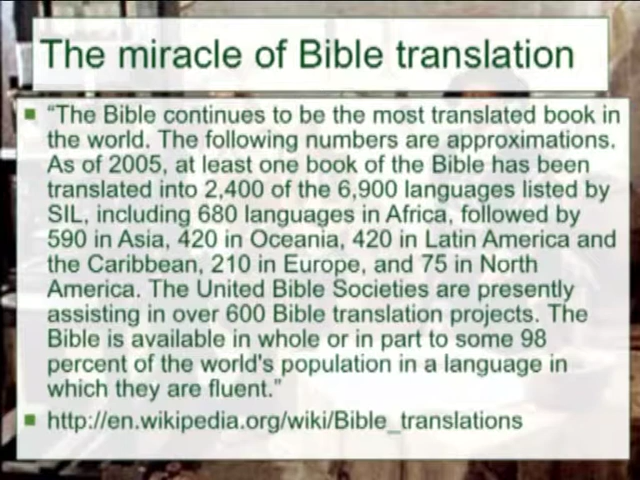 The miracle of Bible translation
"The Bible continues to be the most translated book in
the world. The following numbers are approximations.
As of 2005, at least one book of the Bible has been
translated into 2,400 of the 6,900 languages listed by
SIL, including 680 languages in Africa, followed by
590 in Asia, 420 in Oceania, 420 in Latin America and
the Caribbean, 210 in Europe, and 75 in North
America. The United Bible Societies are presently
assisting in over 600 Bible translation projects. The
Bible is available in whole or in part to some 98
percent of the world's population in a language in
which they are fluent."
http://en.wikipedia.org/wiki/Bible_translations